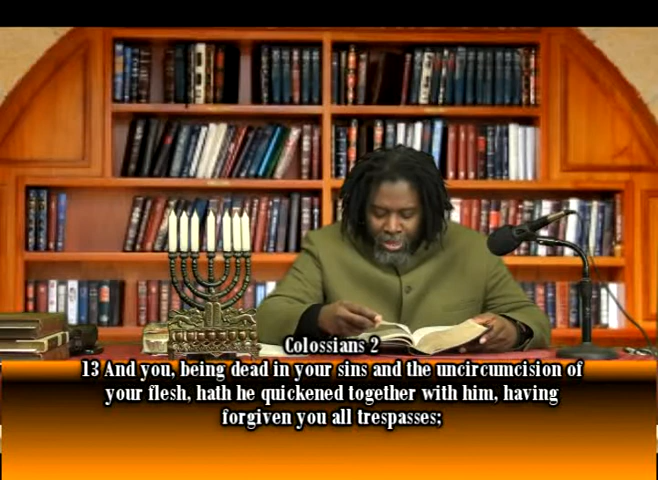 Colossians 2
13 And you, being dead in your sins and the uncircumcision of
your flesh, hath he quickened together with him, having
forgiven you all trespasses;